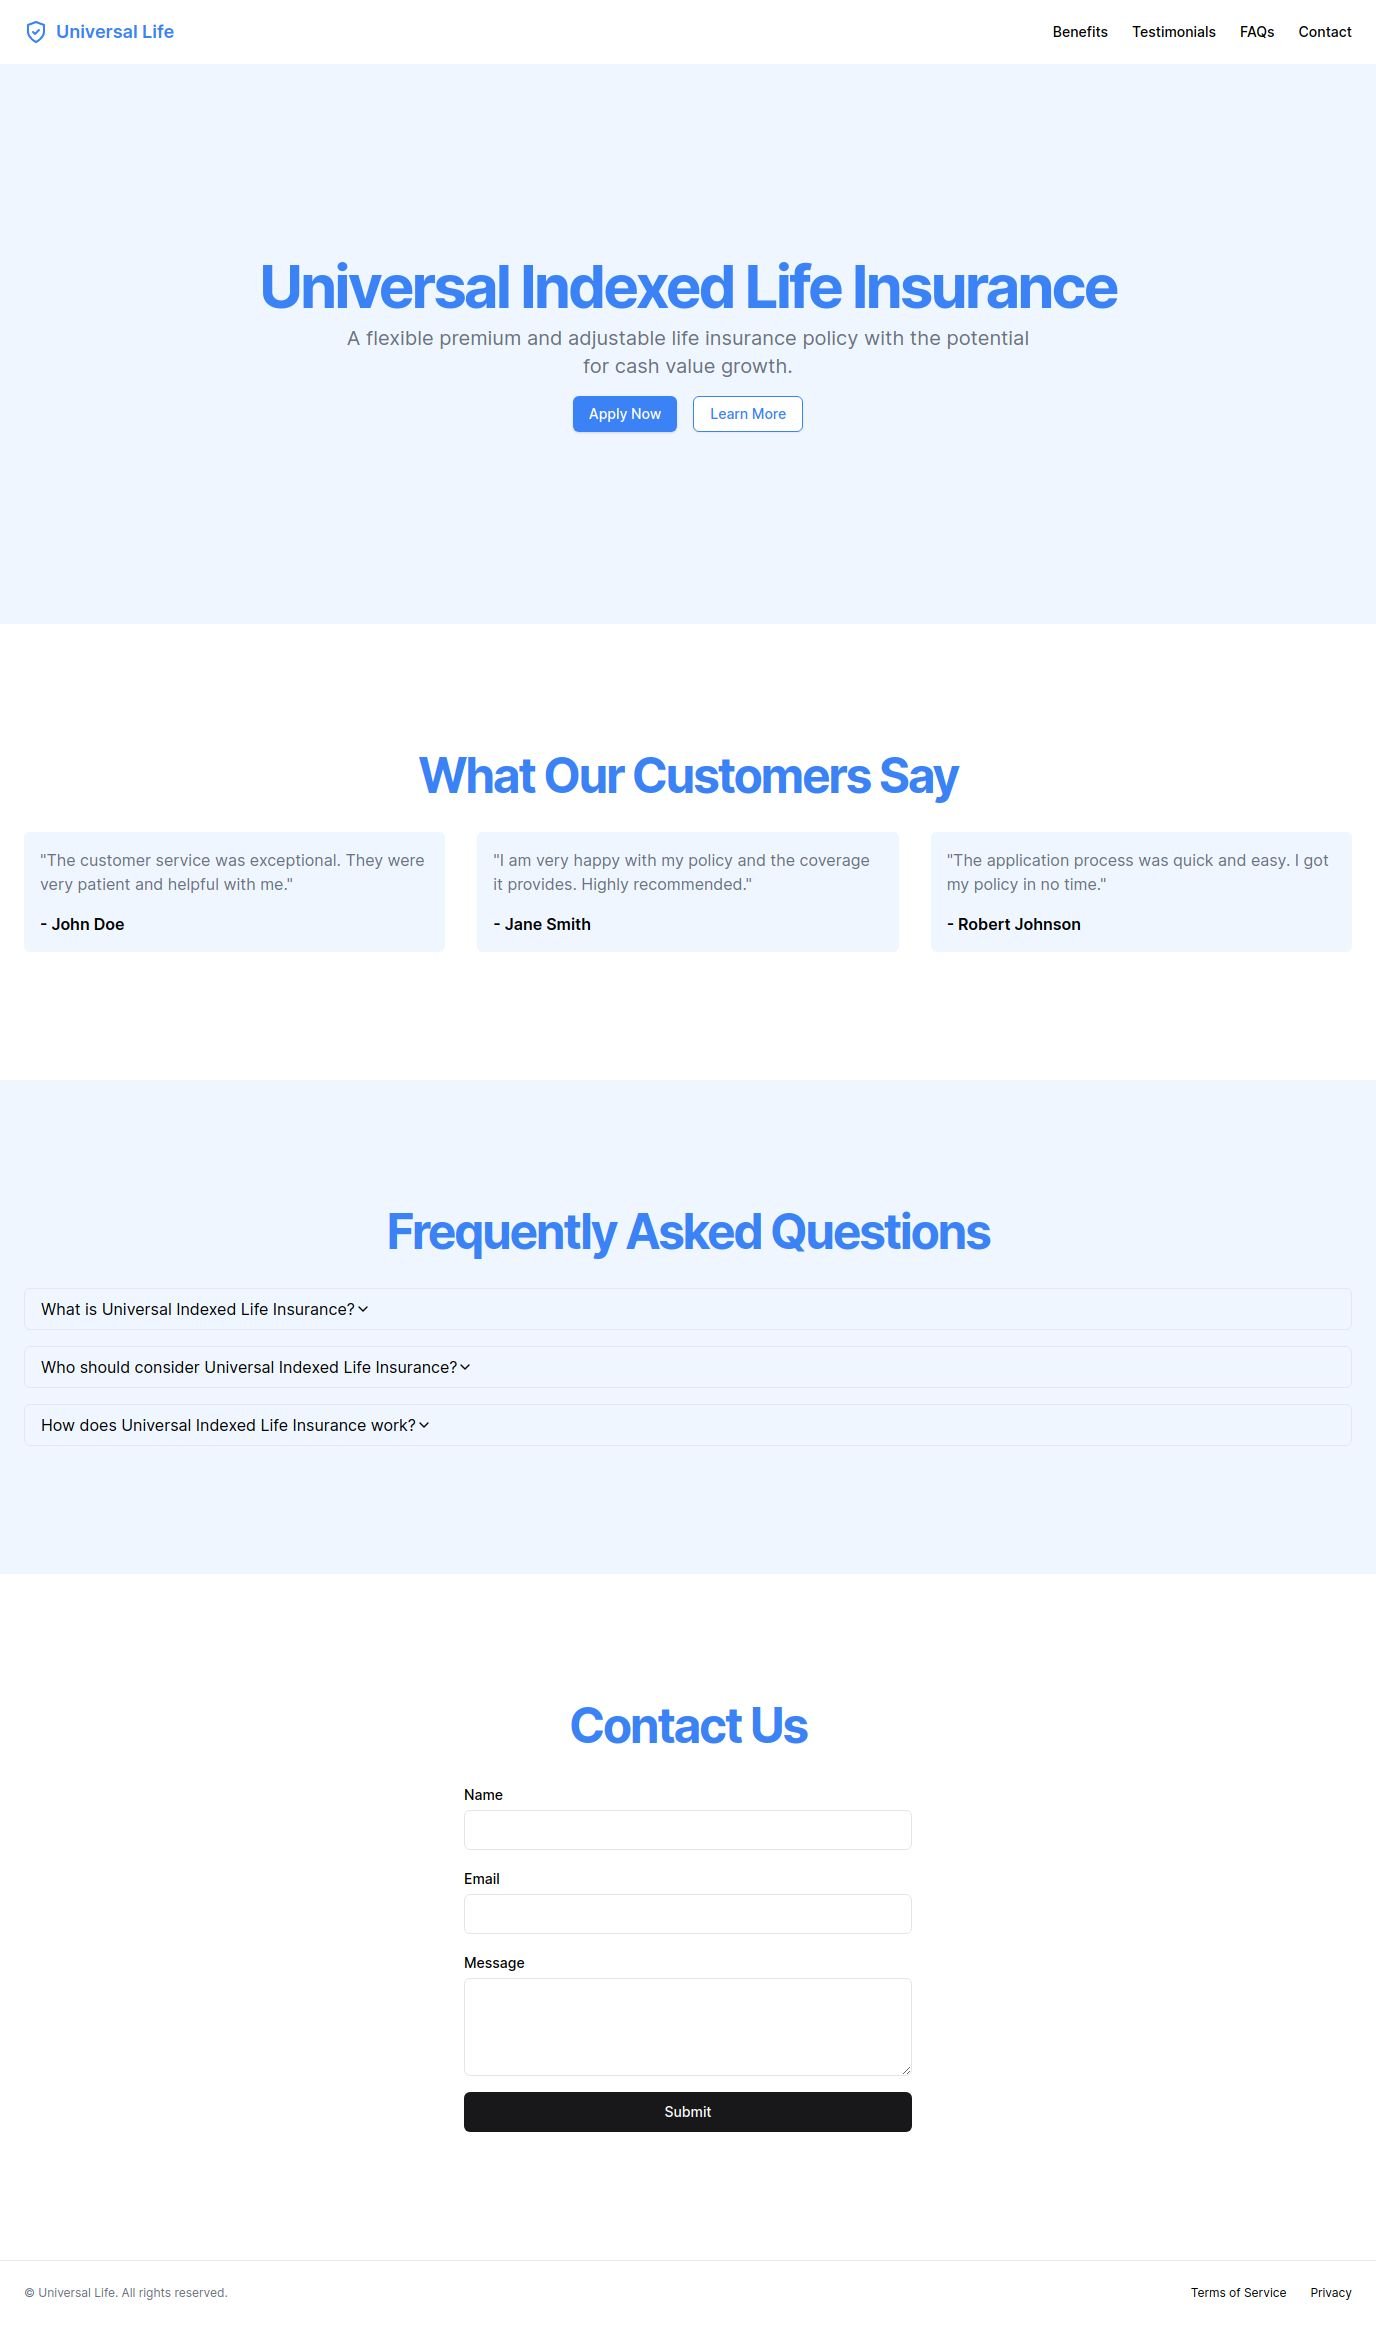 Universal Life
Benefits
Testimonials
FAQs
Contact
Universal Indexed Life Insurance
A flexible premium and adjustable life insurance policy with the potential
for cash value growth.
Apply Now
Learn More
What Our Customers Say
"The customer service was exceptional. They were
very patient and helpful with me."
- John Doe
"I am very happy with my policy and the coverage
it provides. Highly recommended."
- Jane Smith
"The application process was quick and easy. I got
my policy in no time."
- Robert Johnson
Frequently Asked Questions
What is Universal Indexed Life Insurance?
Who should consider Universal Indexed Life Insurance?
How does Universal Indexed Life Insurance work?
Contact Us
Name
Email
Message
Submit
© Universal Life. All rights reserved.
Terms of Service
Privacy